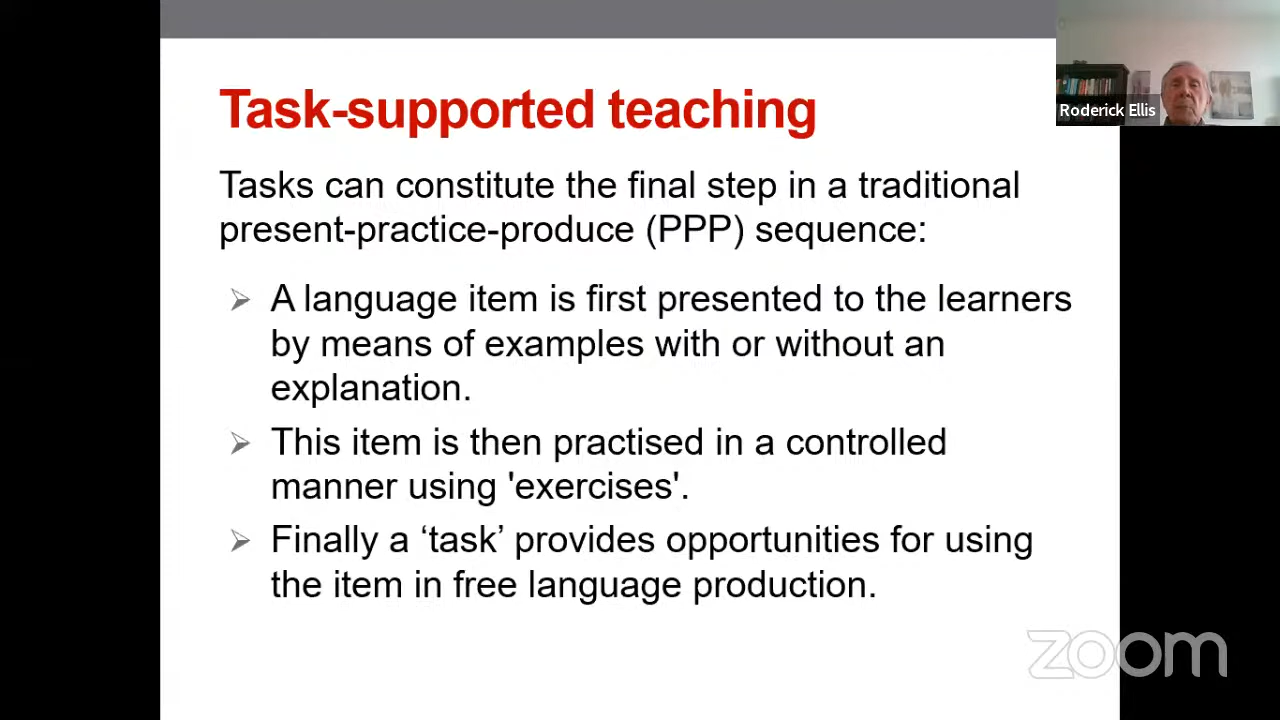 Task-supported teaching
Roderick Ellis
Tasks can constitute the final step in a traditional
present-practice-produce (PPP) sequence:
A language item is first presented to the learners
by means of examples with or without an
explanation.
This item is then practised in a controlled
manner using 'exercises'.
Finally a ‘task’ provides opportunities for using
the item in free language production.
zoom